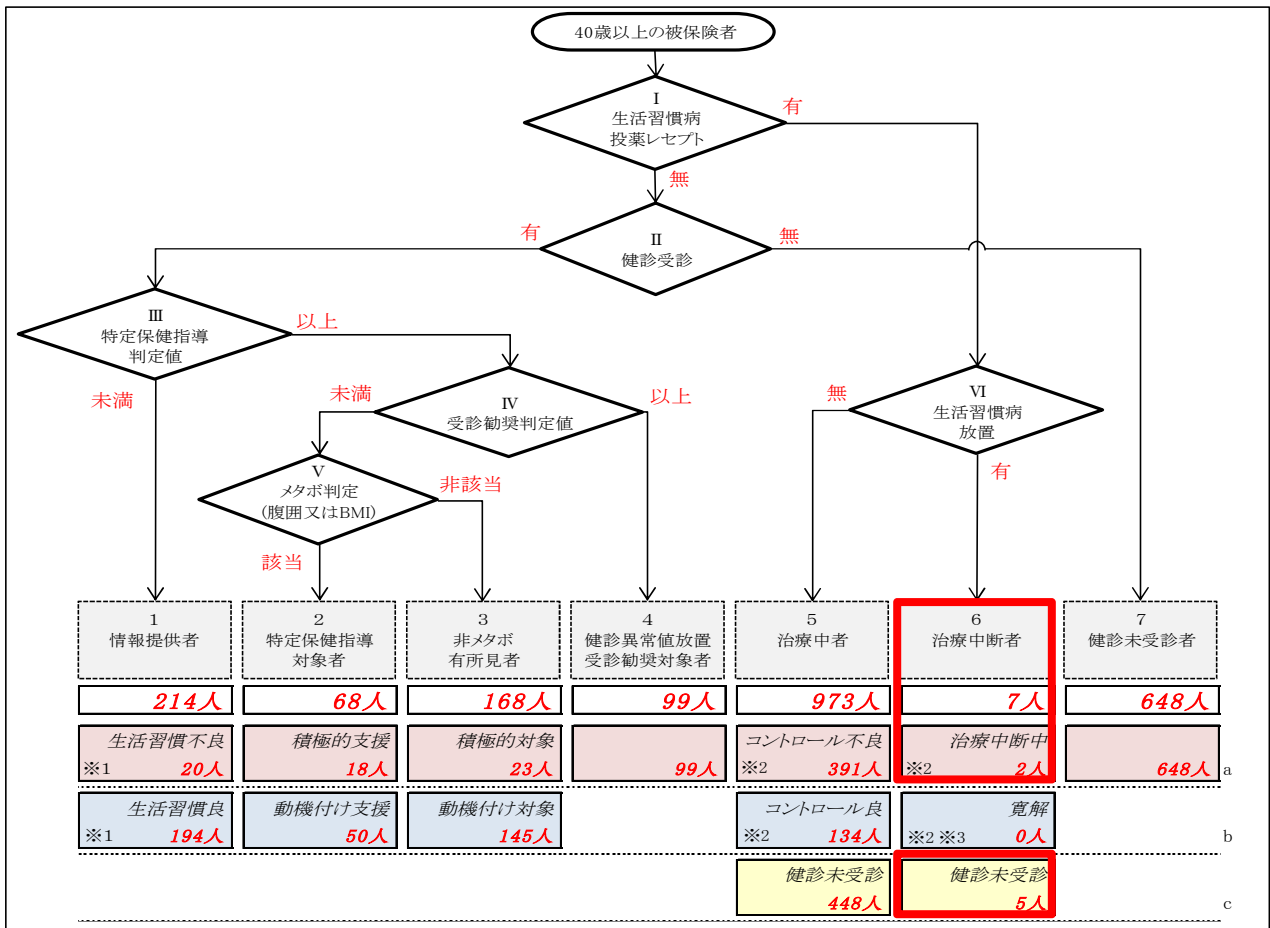 40歳以上の被保険者
Ⅰ
生活習慣病
投薬レセプト
有
無
Ⅱ
健診受診
有
無
Ⅲ
特定保健指導
判定値
以上
未満
Ⅳ
受診勧奨判定値
未満
以上
Ⅵ
生活習慣病
放置
無
有
Ⅴ
メタボ判定
(腹囲又はBMI)
非該当
該当
1
情報提供者
2
特定保健指導
対象者
3
非メタボ
有所見者
4
健診異常値放置
受診勧奨対象者
5
治療中者
6
治療中断者
7
健診未受診者
214人
68人
168人
99人
973人
7人
648人
生活習慣不良
※1 20人
積極的支援
18人
積極的対象
23人
99人
コントロール不良
※2 391人
治療中断中
※2 2人
648人
a
生活習慣良
※1 194人
動機付け支援
50人
動機付け対象
145人
コントロール良
※2 134人
寛解
※2 ※3 0人
b
健診未受診
448人
健診未受診
5人
c